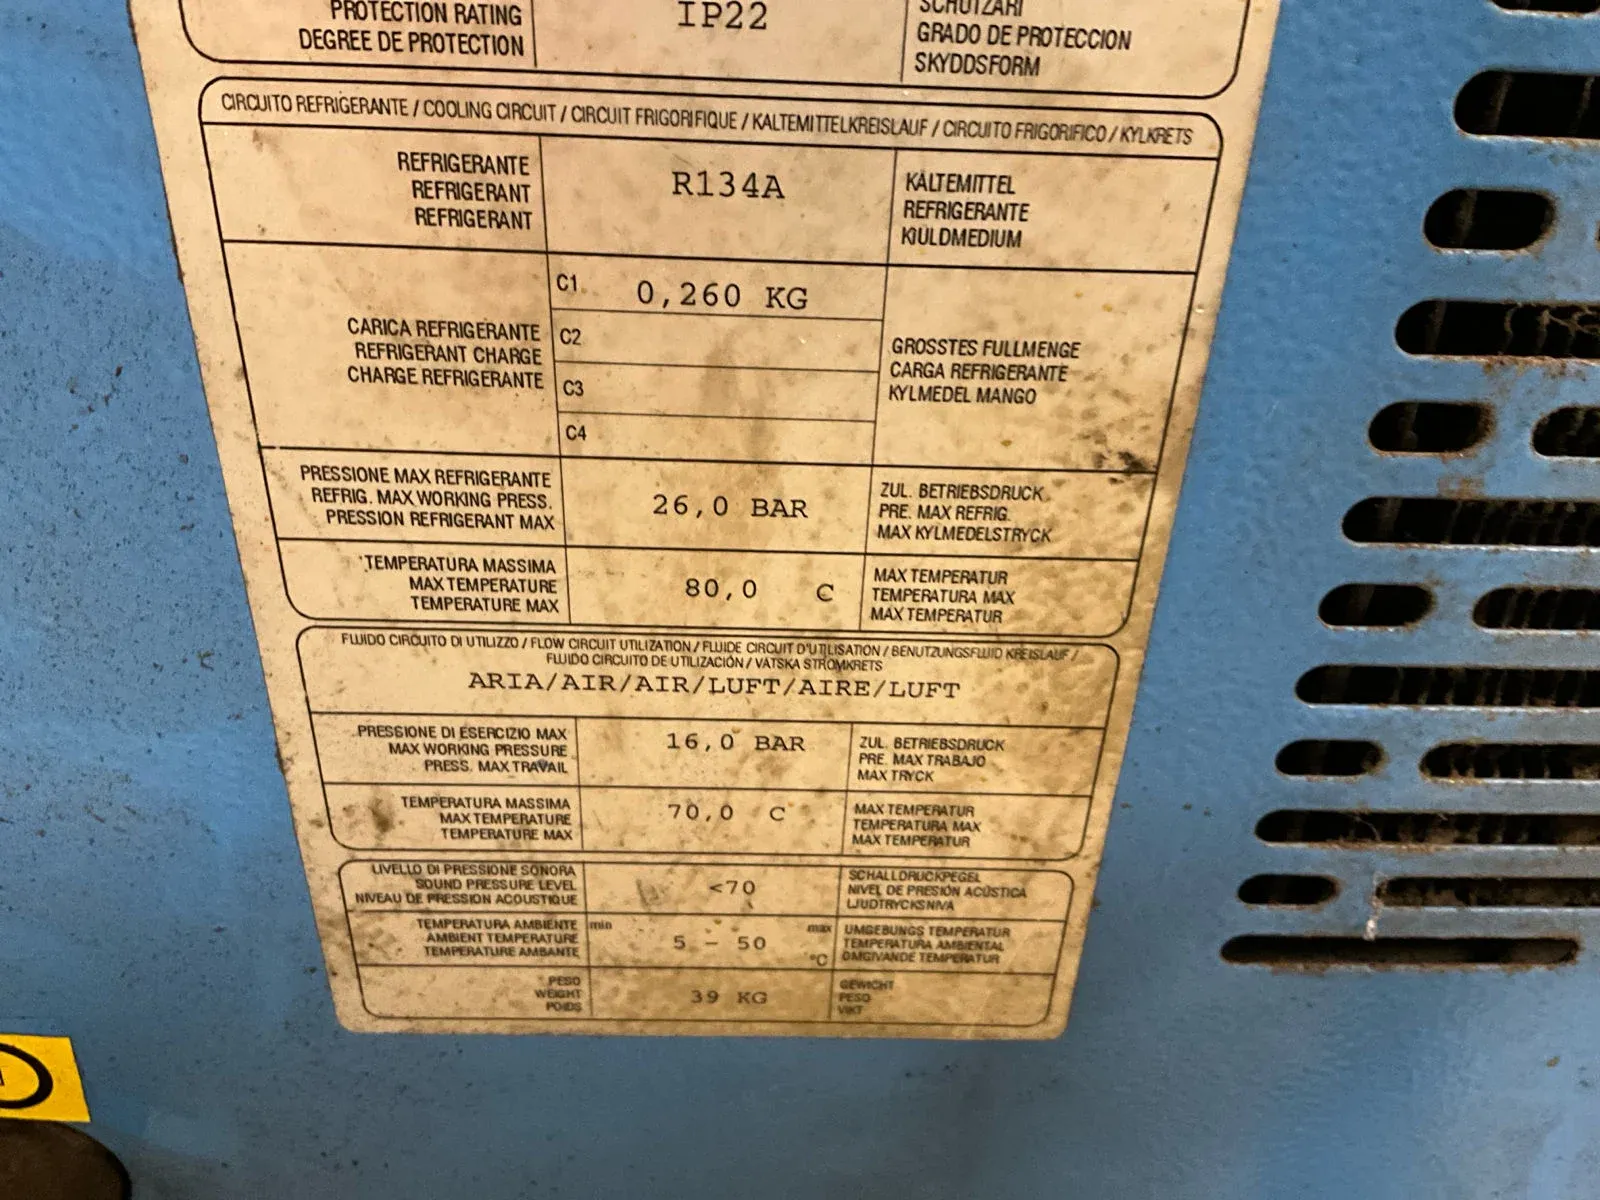 PROTECTION RATING
DEGREE DE PROTECTION
IP22
SCHUTZART
GRADO DE PROTECCION
SKYDDSFORM
CIRCUITO REFRIGERANTE / COOLING CIRCUIT / CIRCUIT FRIGORIFIQUE / KALTEMITTELKREISLAUF / CIRCUITO FRIGORIFICO / KYLKRETS
REFRIGERANTE
REFRIGERANT
REFRIGERANT
R134A
KÄLTEMITTEL
REFRIGERANTE
KÜLDMEDIUM
CARICA REFRIGERANTE
REFRIGERANT CHARGE
CHARGE REFRIGERANTE
C1 0,260 KG
C2
C3
C4
GROSSTES FULLMENGE
CARGA REFRIGERANTE
KYLMEDEL MANGO
PRESSIONE MAX REFRIGERANTE
REFRIG. MAX WORKING PRESS.
PRESSION REFRIGERANT MAX
26,0 BAR
ZUL. BETRIEBSDRUCK
PRE. MAX REFRIG.
MAX KYLMEDELSTRYCK
TEMPERATURA MASSIMA
MAX TEMPERATURE
TEMPERATURE MAX
80,0 C
MAX TEMPERATUR
TEMPERATURA MAX
MAX TEMPERATUR
FLUIDO CIRCUITO DI UTILIZZO / FLOW CIRCUIT UTILIZATION / FLUIDE CIRCUIT D'UTILISATION / BENUTZUNGSFLUID KREISLAUF /
FLUIDO CIRCUITO DE UTILIZACIÓN / VATSKA STROMKRETS
ARIA/AIR/AIR/LUFT/AIRE/LUFT
PRESSIONE DI ESERCIZIO MAX
MAX WORKING PRESSURE
PRESS. MAX TRAVAIL
16,0 BAR
ZUL. BETRIEBSDRUCK
PRE. MAX TRABAJO
MAX TRYCK
TEMPERATURA MASSIMA
MAX TEMPERATURE
TEMPERATURE MAX
70,0 C
MAX TEMPERATUR
TEMPERATURA MAX
MAX TEMPERATUR
LIVELLO DI PRESSIONE SONORA
SOUND PRESSURE LEVEL
NIVEAU DE PRESSION ACOUSTIQUE
<70
SCHALLDRUCKPEGEL
NIVEL DE PRESIÓN ACÚSTICA
LJUDTRYCKSNIVA
TEMPERATURA AMBIENTE
AMBIENT TEMPERATURE
TEMPERATURE AMBANTE
min 5 - 50 max °C
UMGEBUNGS TEMPERATUR
TEMPERATURA AMBIENTAL
OMGIVANDE TEMPERATUR
PESO
WEIGHT
POIDS
39 KG
GEWICHT
PESO
VIKT